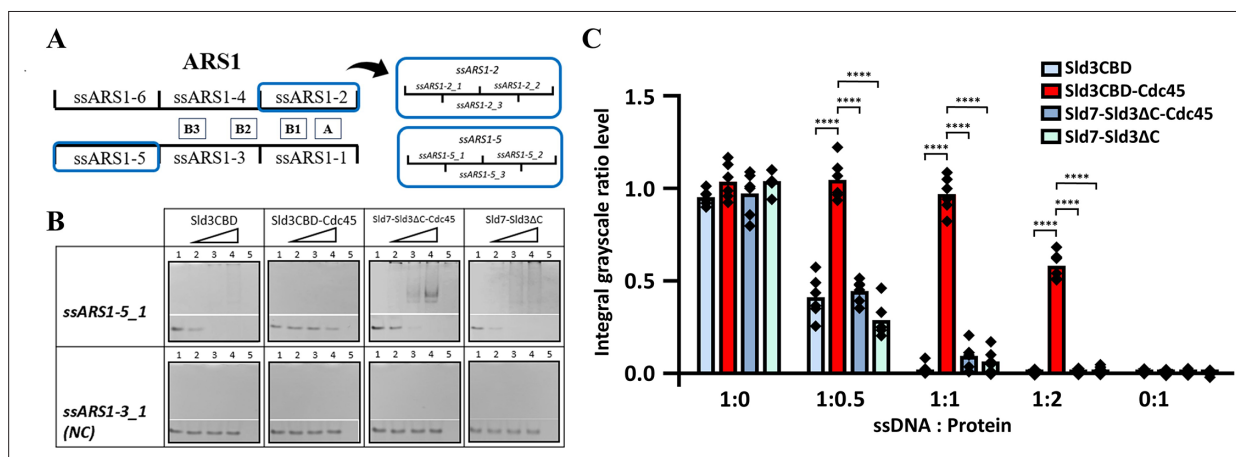 A
ARS1
ssARS1-6 ssARS1-4 ssARS1-2
B3 B2 B1 A
ssARS1-5 ssARS1-3 ssARS1-1
ssARS1-2
ssARS1-2_1 ssARS1-2_2
ssARS1-2_3
ssARS1-5
ssARS1-5_1 ssARS1-5_2
ssARS1-5_3
B
Sld3CBD Sld3CBD-Cdc45 Sld7-Sld3ΔC-Cdc45 Sld7-Sld3ΔC
1 2 3 4 5 1 2 3 4 5 1 2 3 4 5 1 2 3 4 5
ssARS1-5_1
1 2 3 4 5 1 2 3 4 5 1 2 3 4 5 1 2 3 4 5
ssARS1-3_1
(NC)
C
Sld3CBD
Sld3CBD-Cdc45
Sld7-Sld3ΔC-Cdc45
Sld7-Sld3ΔC
****
****
****
****
****
****
****
****
****
Integral grayscale ratio level
1.5
1.0
0.5
0.0
1:0 1:0.5 1:1 1:2 0:1
ssDNA : Protein